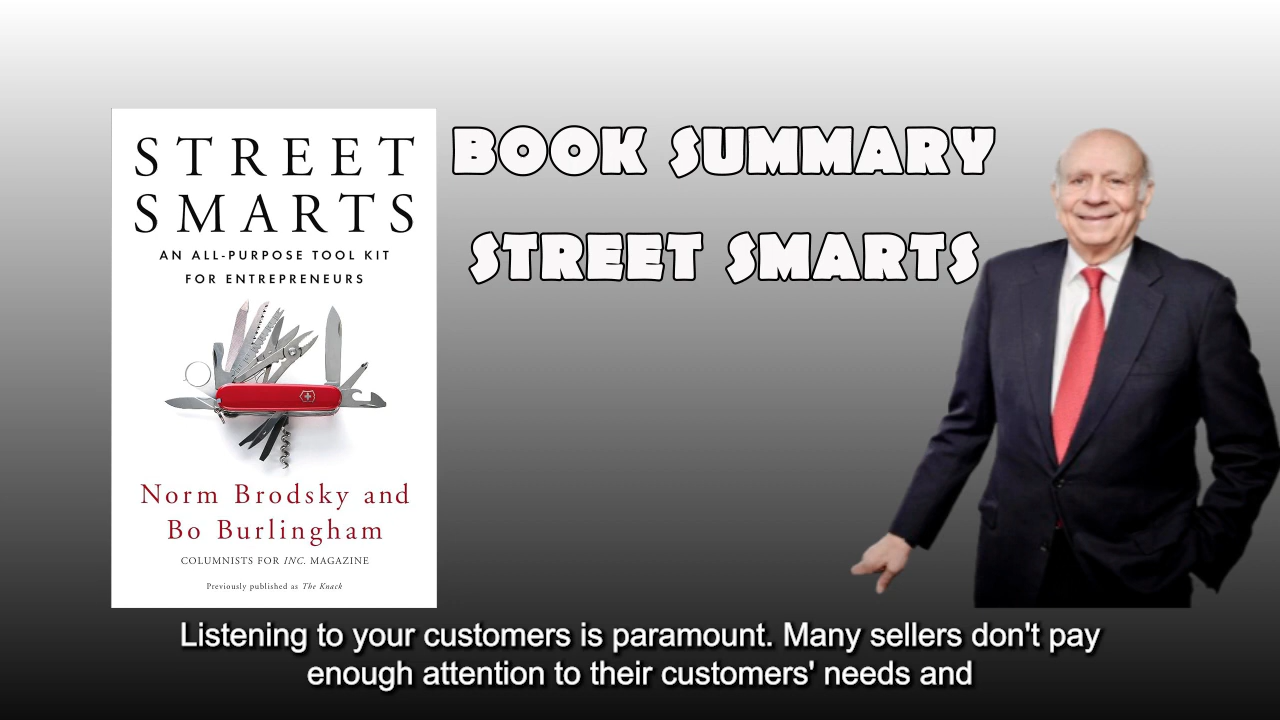 STREET
SMARTS
AN ALL-PURPOSE TOOL KIT
FOR ENTREPRENEURS
Norm Brodsky and
Bo Burlingham
COLUMNISTS FOR INC. MAGAZINE
Previously published as The Knack
BOOK SUMMARY
STREET SMARTS
Listening to your customers is paramount. Many sellers don't pay
enough attention to their customers' needs and